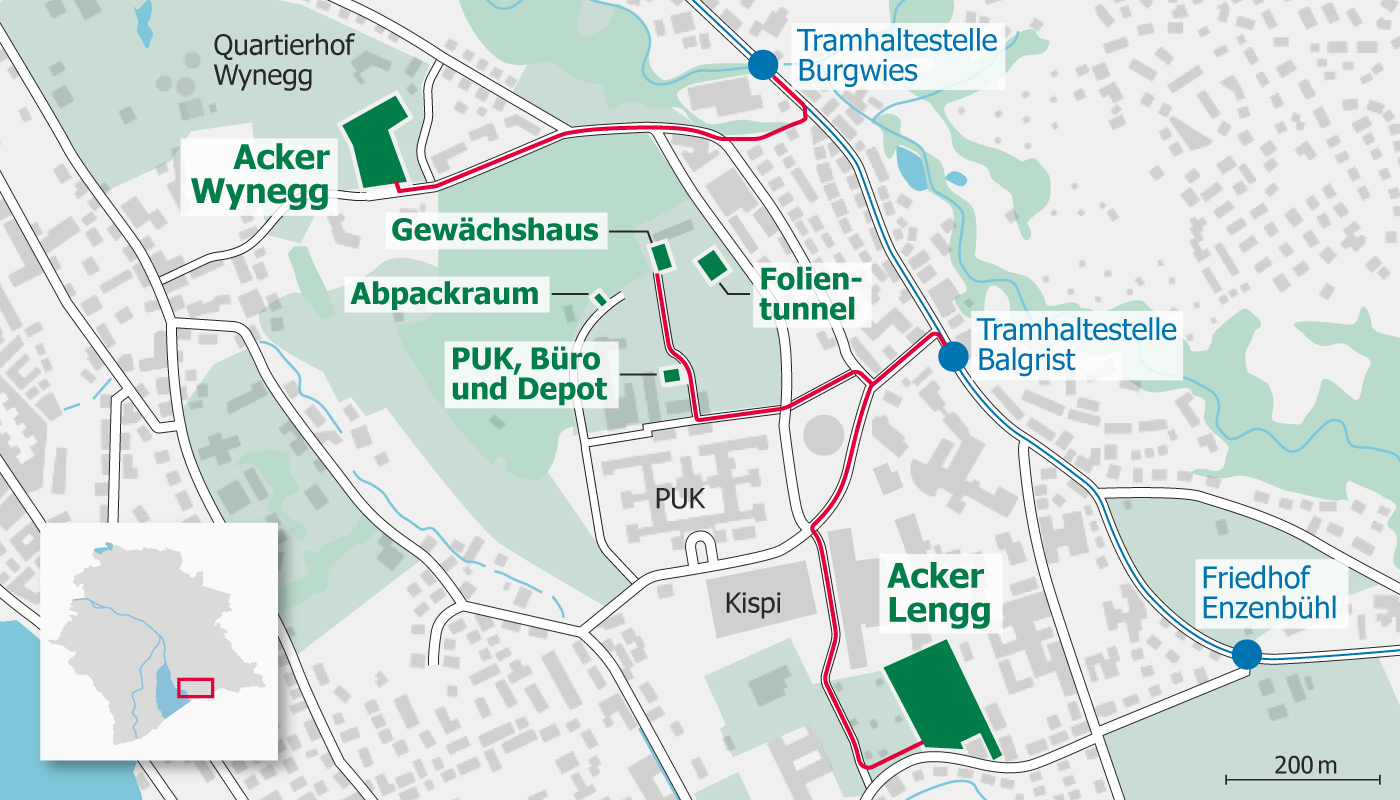 Quartierhof
Wynegg
Tramhaltestelle
Burgwies
Acker
Wynegg
Gewächshaus
Abpackraum
Folien-
tunnel
PUK, Büro
und Depot
Tramhaltestelle
Balgrist
PUK
Kispi
Acker
Lengg
Friedhof
Enzenbühl
200 m